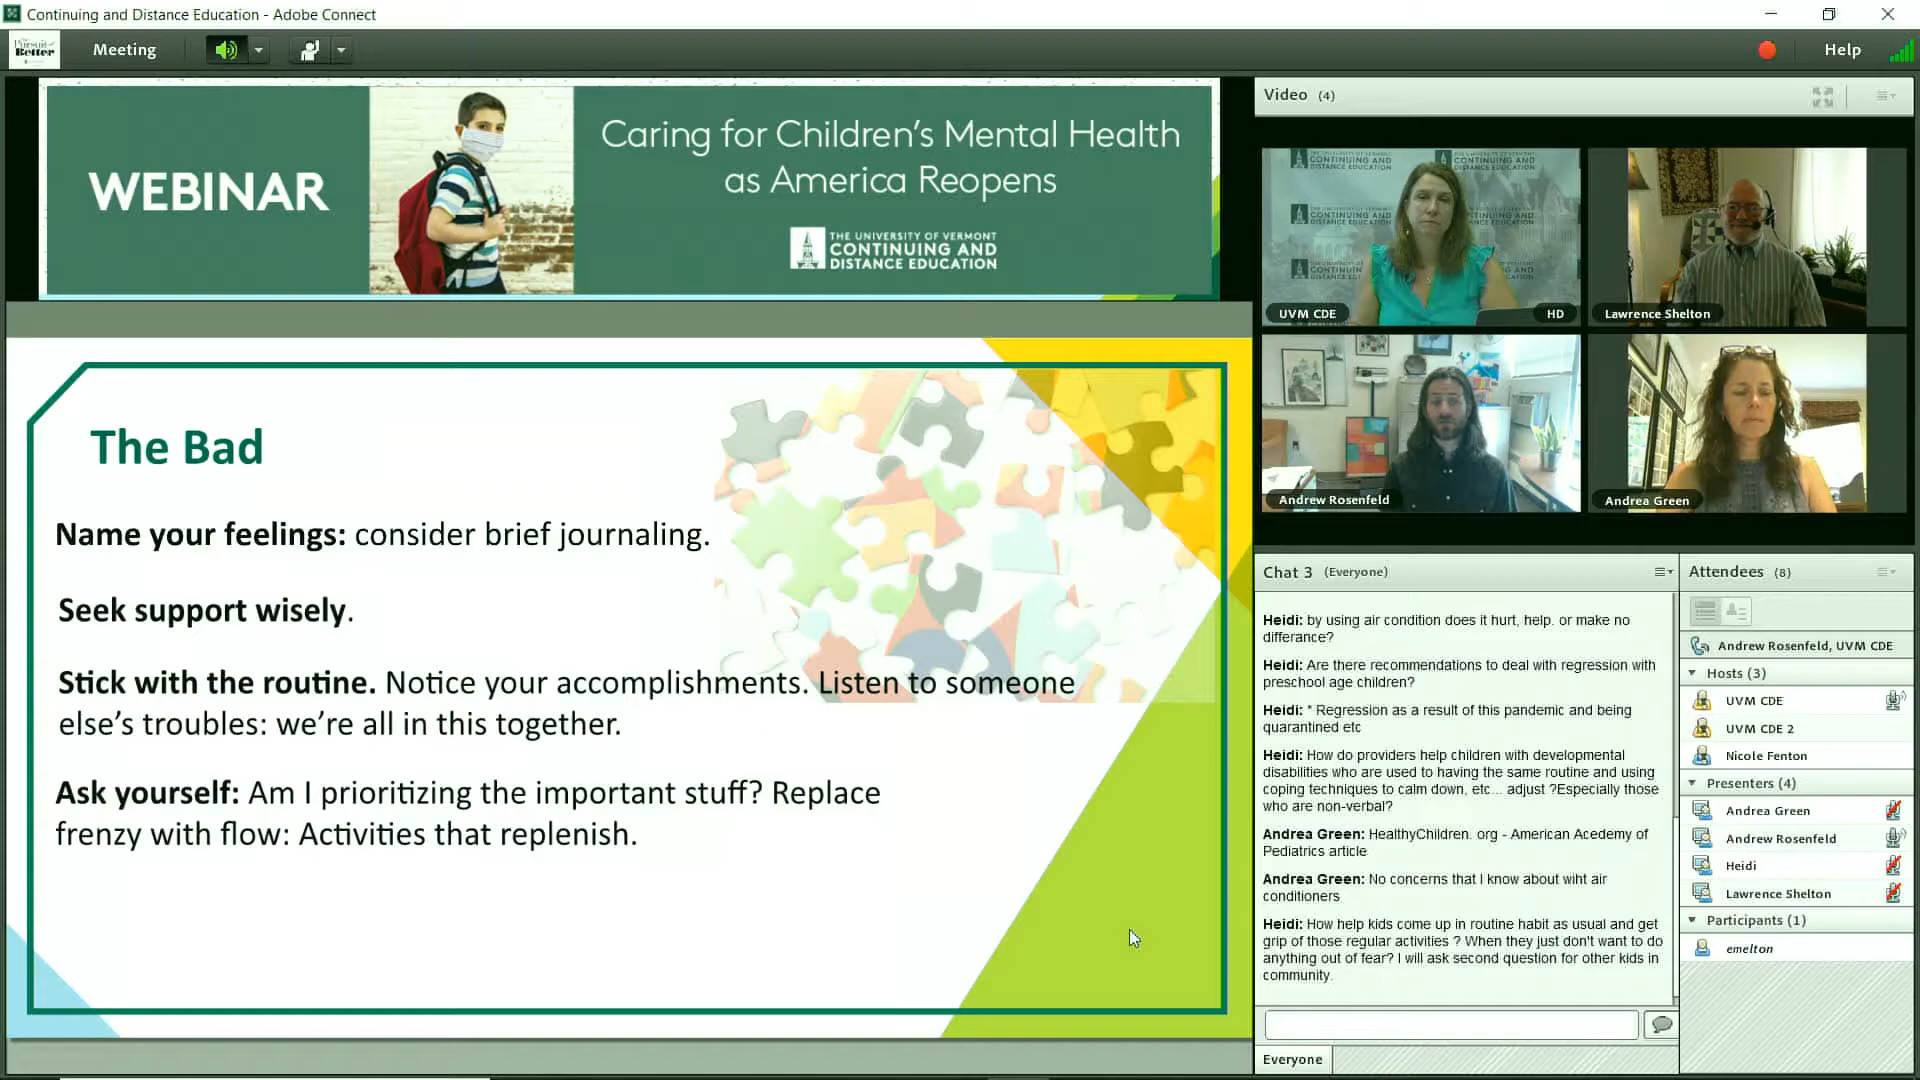 Continuing and Distance Education - Adobe Connect
Pursuit of
Better
Meeting
Help
WEBINAR
Caring for Children's Mental Health
as America Reopens
THE UNIVERSITY OF VERMONT
CONTINUING AND
DISTANCE EDUCATION
The Bad
Name your feelings: consider brief journaling.
Seek support wisely.
Stick with the routine. Notice your accomplishments. Listen to someone
else's troubles: we're all in this together.
Ask yourself: Am I prioritizing the important stuff? Replace
frenzy with flow: Activities that replenish.
Video (4)
UVM CDE
HD
Lawrence Shelton
Andrew Rosenfeld
Andrea Green
Chat 3 (Everyone)
Heidi: by using air condition does it hurt, help. or make no
differance?
Heidi: Are there recommendations to deal with regression with
preschool age children?
Heidi: * Regression as a result of this pandemic and being
quarantined etc
Heidi: How do providers help children with developmental
disabilities who are used to having the same routine and using
coping techniques to calm down, etc... adjust ?Especially those
who are non-verbal?
Andrea Green: HealthyChildren. org - American Acedemy of
Pediatrics article
Andrea Green: No concerns that I know about wiht air
conditioners
Heidi: How help kids come up in routine habit as usual and get
grip of those regular activities ? When they just don't want to do
anything out of fear? I will ask second question for other kids in
community.
Everyone
Attendees (8)
Andrew Rosenfeld, UVM CDE
Hosts (3)
UVM CDE
UVM CDE 2
Nicole Fenton
Presenters (4)
Andrea Green
Andrew Rosenfeld
Heidi
Lawrence Shelton
Participants (1)
emelton